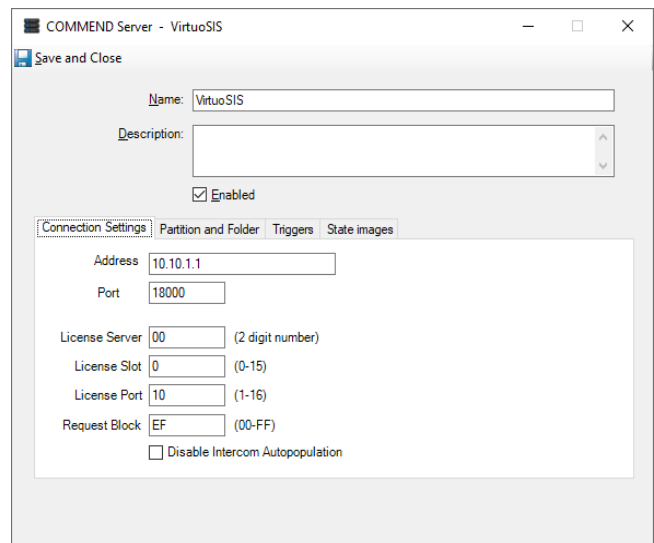 COMMEND Server - VirtuoSIS
Save and Close
Name: VirtuoSIS
Description:
Enabled
Connection Settings Partition and Folder Triggers State images
Address 10.10.1.1
Port 18000
License Server 00 (2 digit number)
License Slot 0 (0-15)
License Port 10 (1-16)
Request Block EF (00-FF)
Disable Intercom Autopopulation